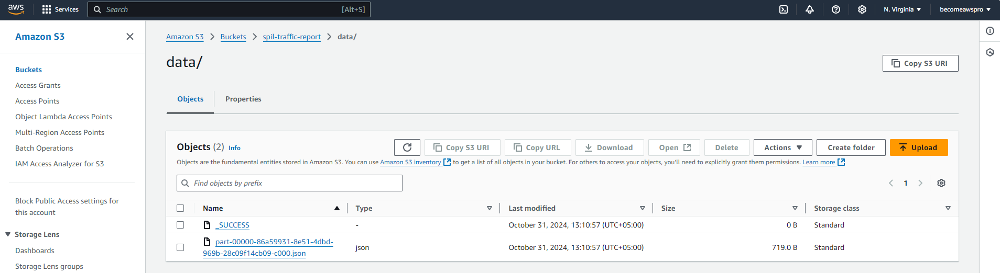 aws Services Search [Alt+S] N. Virginia becomeawspro
Amazon S3
Buckets
Access Grants
Access Points
Object Lambda Access Points
Multi-Region Access Points
Batch Operations
IAM Access Analyzer for S3
Block Public Access settings for
this account
Storage Lens
Dashboards
Storage Lens groups
Amazon S3 Buckets spil-traffic-report data/
data/
Copy S3 URI
Objects Properties
Objects (2) Info Copy S3 URI Copy URL Download Open Delete Actions Create folder Upload
Objects are the fundamental entities stored in Amazon S3. You can use Amazon S3 inventory to get a list of all objects in your bucket. For others to access your objects, you'll need to explicitly grant them permissions. Learn more
Find objects by prefix 1
Name Type Last modified Size Storage class
_SUCCESS - October 31, 2024, 13:10:57 (UTC+05:00) 0 B Standard
part-00000-86a59931-8e51-4dbd-
969b-28c09f14cb09-c000.json json October 31, 2024, 13:10:57 (UTC+05:00) 719.0 B Standard